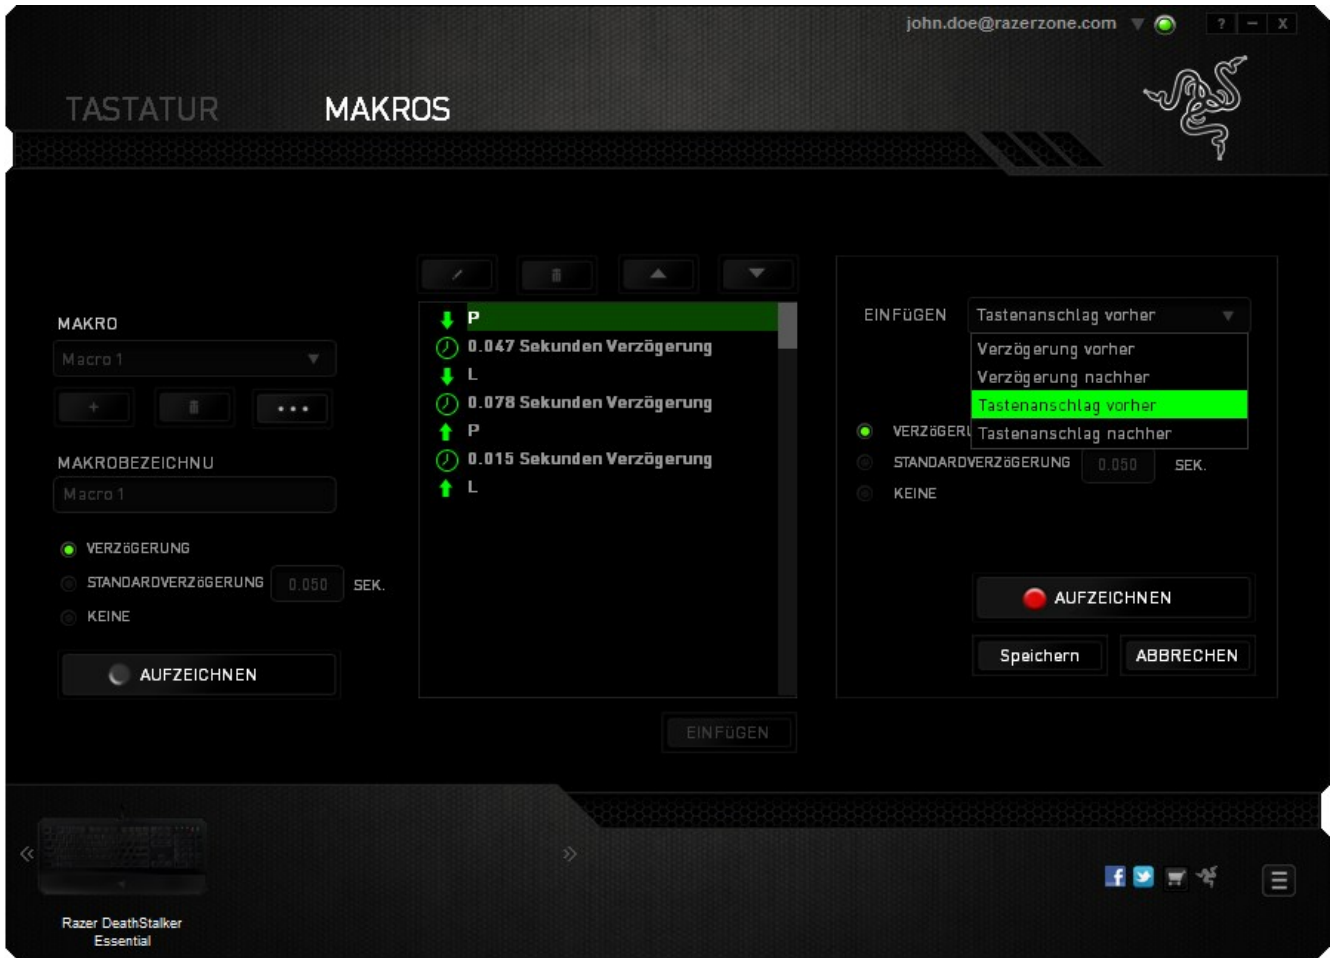 john.doe@razerzone.com
? – X
TASTATUR MAKROS
MAKRO
Macro 1
+
...
MAKROBEZEICHNU
Macro 1
VERZöGERUNG
STANDARDVERZöGERUNG 0.050 SEK.
KEINE
AUFZEICHNEN
P
0.047 Sekunden Verzögerung
L
0.078 Sekunden Verzögerung
P
0.015 Sekunden Verzögerung
L
EINFüGEN
EINFüGEN Tastenanschlag vorher
Verzögerung vorher
Verzögerung nachher
Tastenanschlag vorher
Tastenanschlag nachher
VERZöGERU
STANDARDVERZöGERUNG 0.050 SEK.
KEINE
AUFZEICHNEN
Speichern ABBRECHEN
Razer DeathStalker
Essential